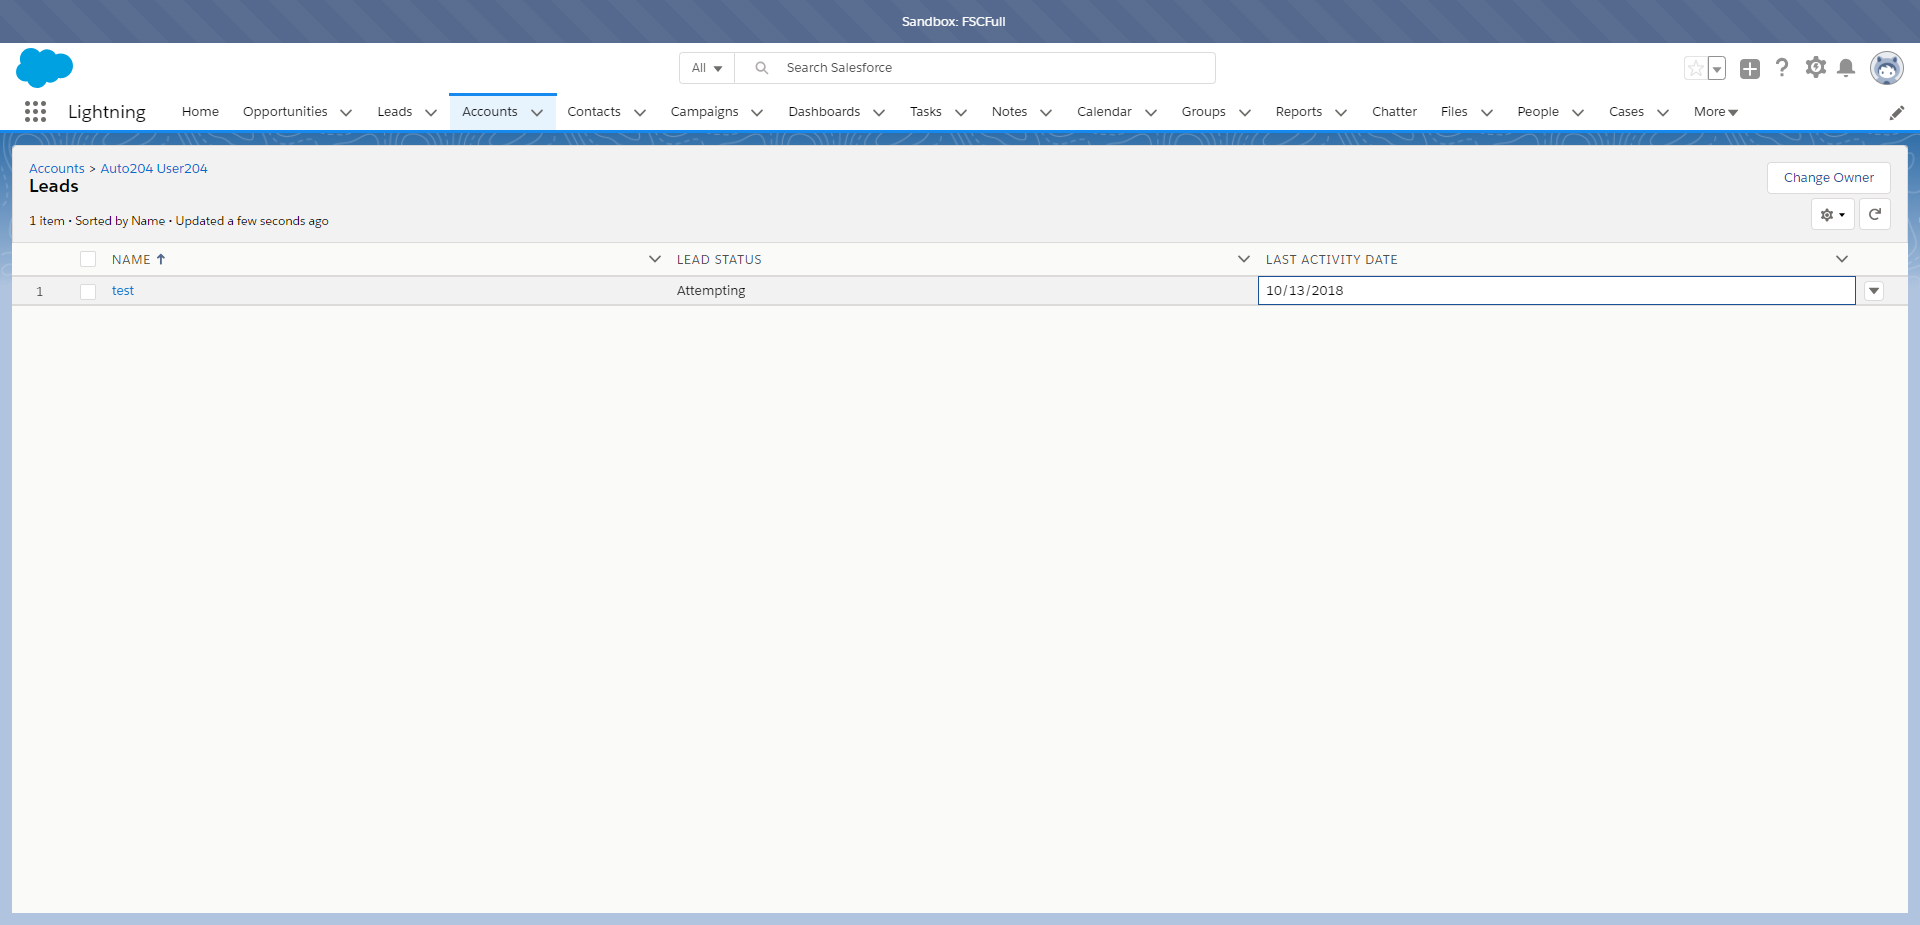 Sandbox: FSCFull
All Search Salesforce
Lightning Home Opportunities Leads Accounts Contacts Campaigns Dashboards Tasks Notes Calendar Groups Reports Chatter Files People Cases More
Accounts > Auto204 User204
Leads
Change Owner
1 item • Sorted by Name • Updated a few seconds ago
NAME LEAD STATUS LAST ACTIVITY DATE
1 test Attempting 10/13/2018